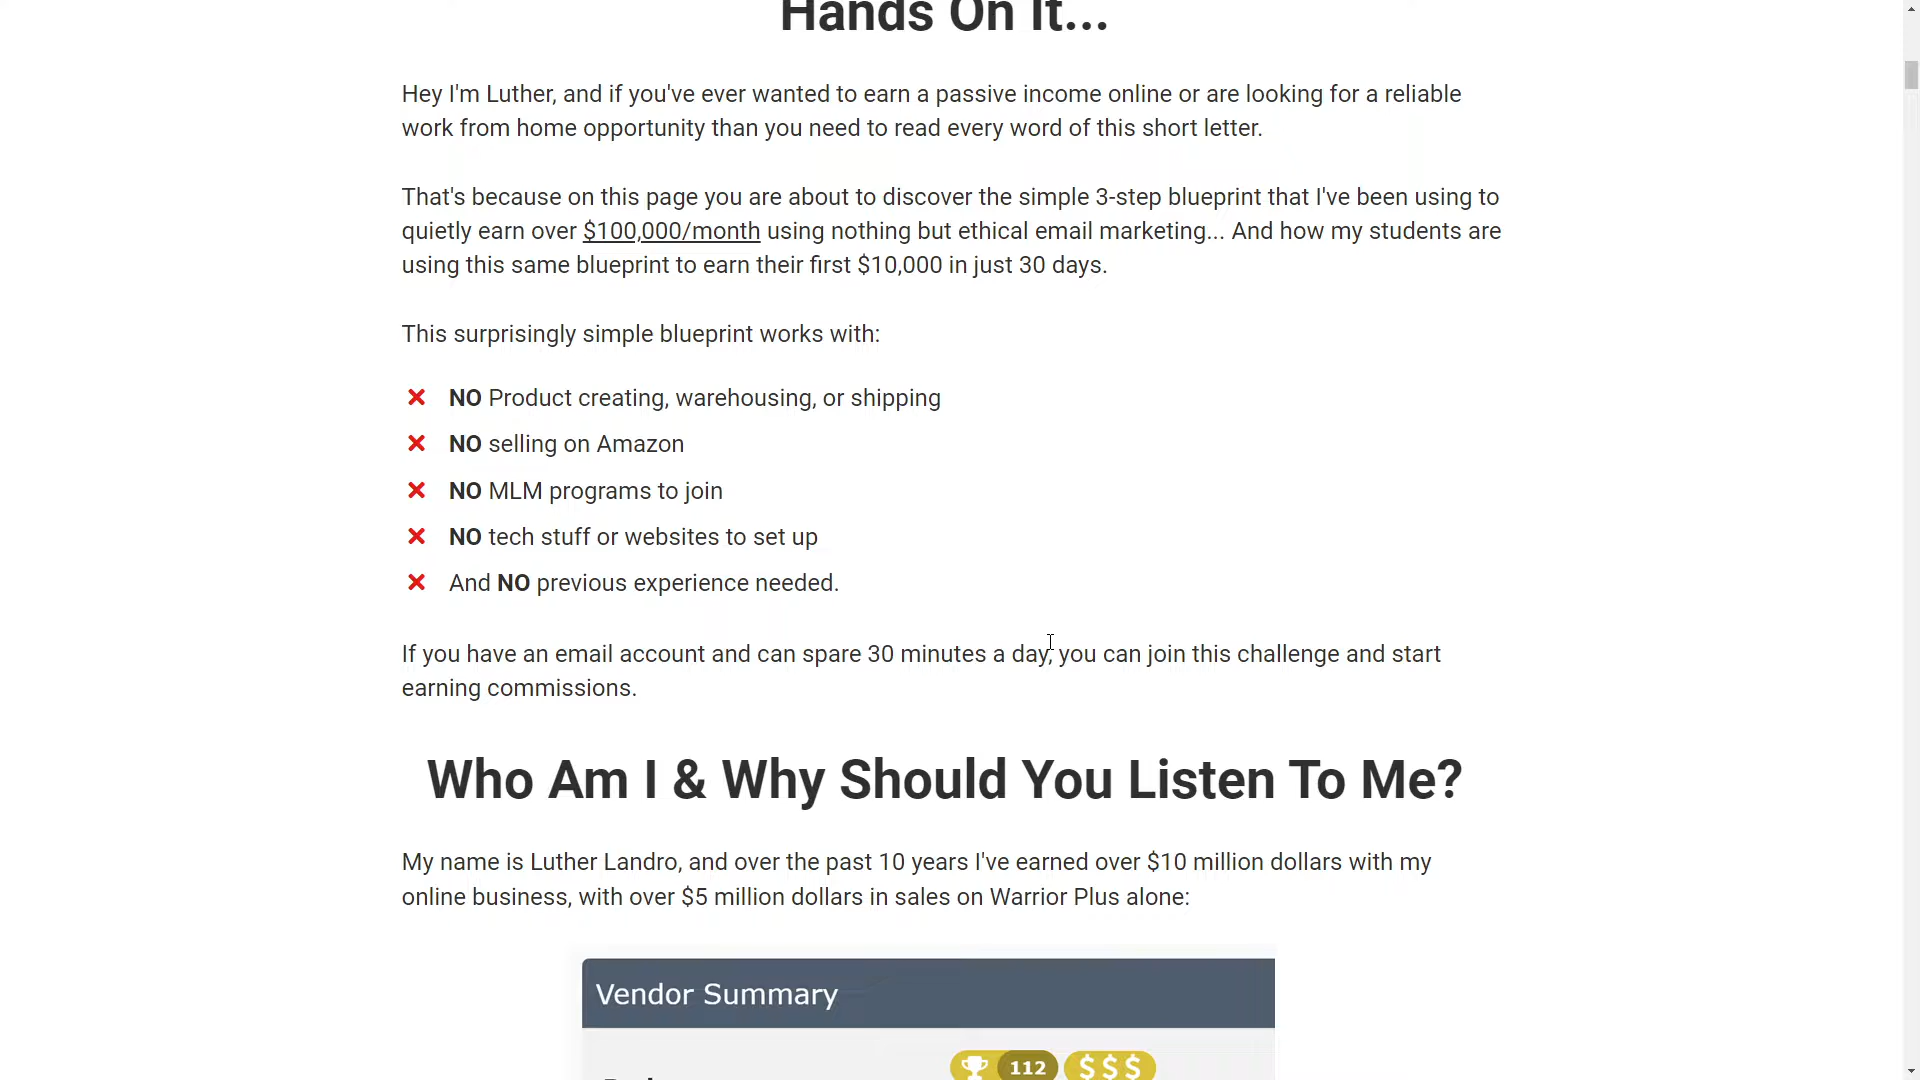 Hands On It...
Hey I'm Luther, and if you've ever wanted to earn a passive income online or are looking for a reliable
work from home opportunity than you need to read every word of this short letter.
That's because on this page you are about to discover the simple 3-step blueprint that I've been using to
quietly earn over $100,000/month using nothing but ethical email marketing... And how my students are
using this same blueprint to earn their first $10,000 in just 30 days.
This surprisingly simple blueprint works with:
NO Product creating, warehousing, or shipping
NO selling on Amazon
NO MLM programs to join
NO tech stuff or websites to set up
And NO previous experience needed.
If you have an email account and can spare 30 minutes a day, you can join this challenge and start
earning commissions.
Who Am I & Why Should You Listen To Me?
My name is Luther Landro, and over the past 10 years I've earned over $10 million dollars with my
online business, with over $5 million dollars in sales on Warrior Plus alone:
Vendor Summary
112 $$$